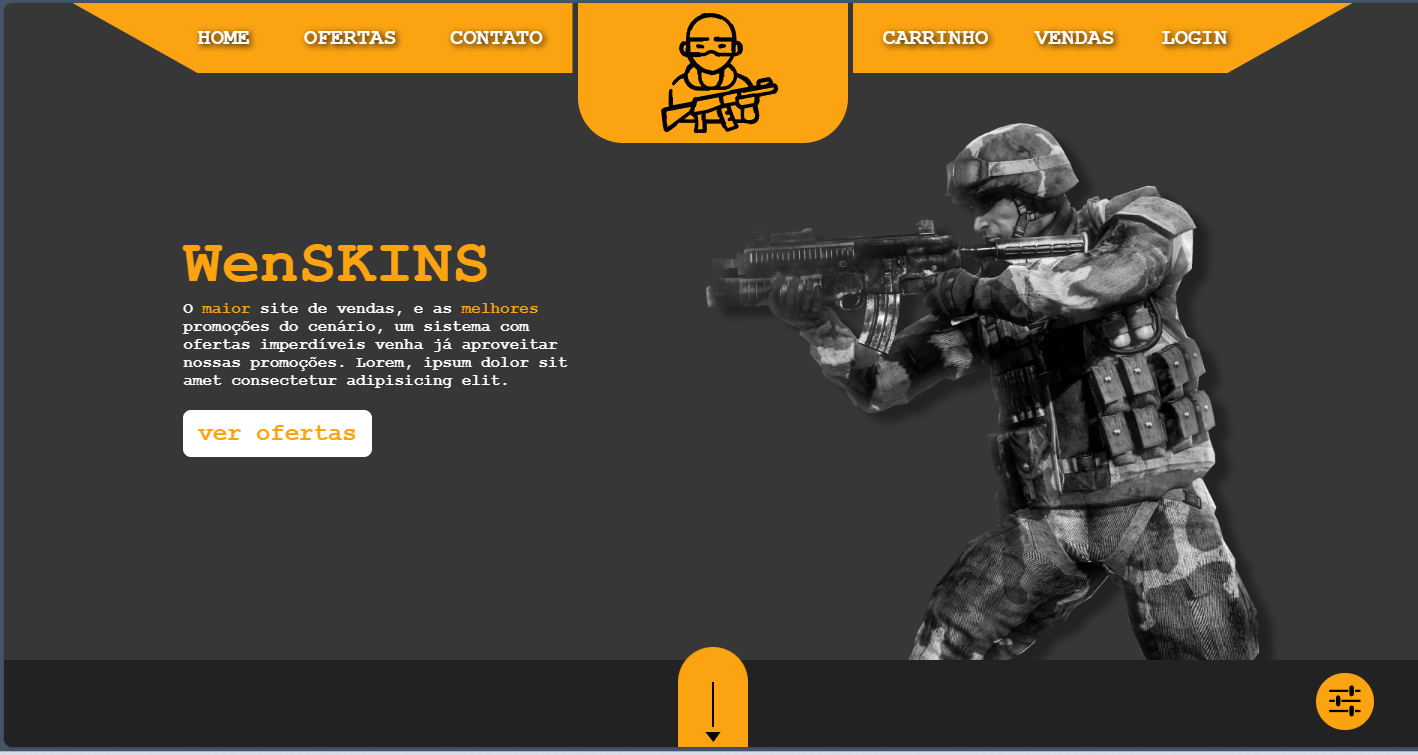 HOME OFERTAS CONTATO CARRINHO VENDAS LOGIN
WenSKINS
O maior site de vendas, e as melhores
promoções do cenário, um sistema com
ofertas imperdíveis venha já aproveitar
nossas promoções. Lorem, ipsum dolor sit
amet consectetur adipisicing elit.
ver ofertas